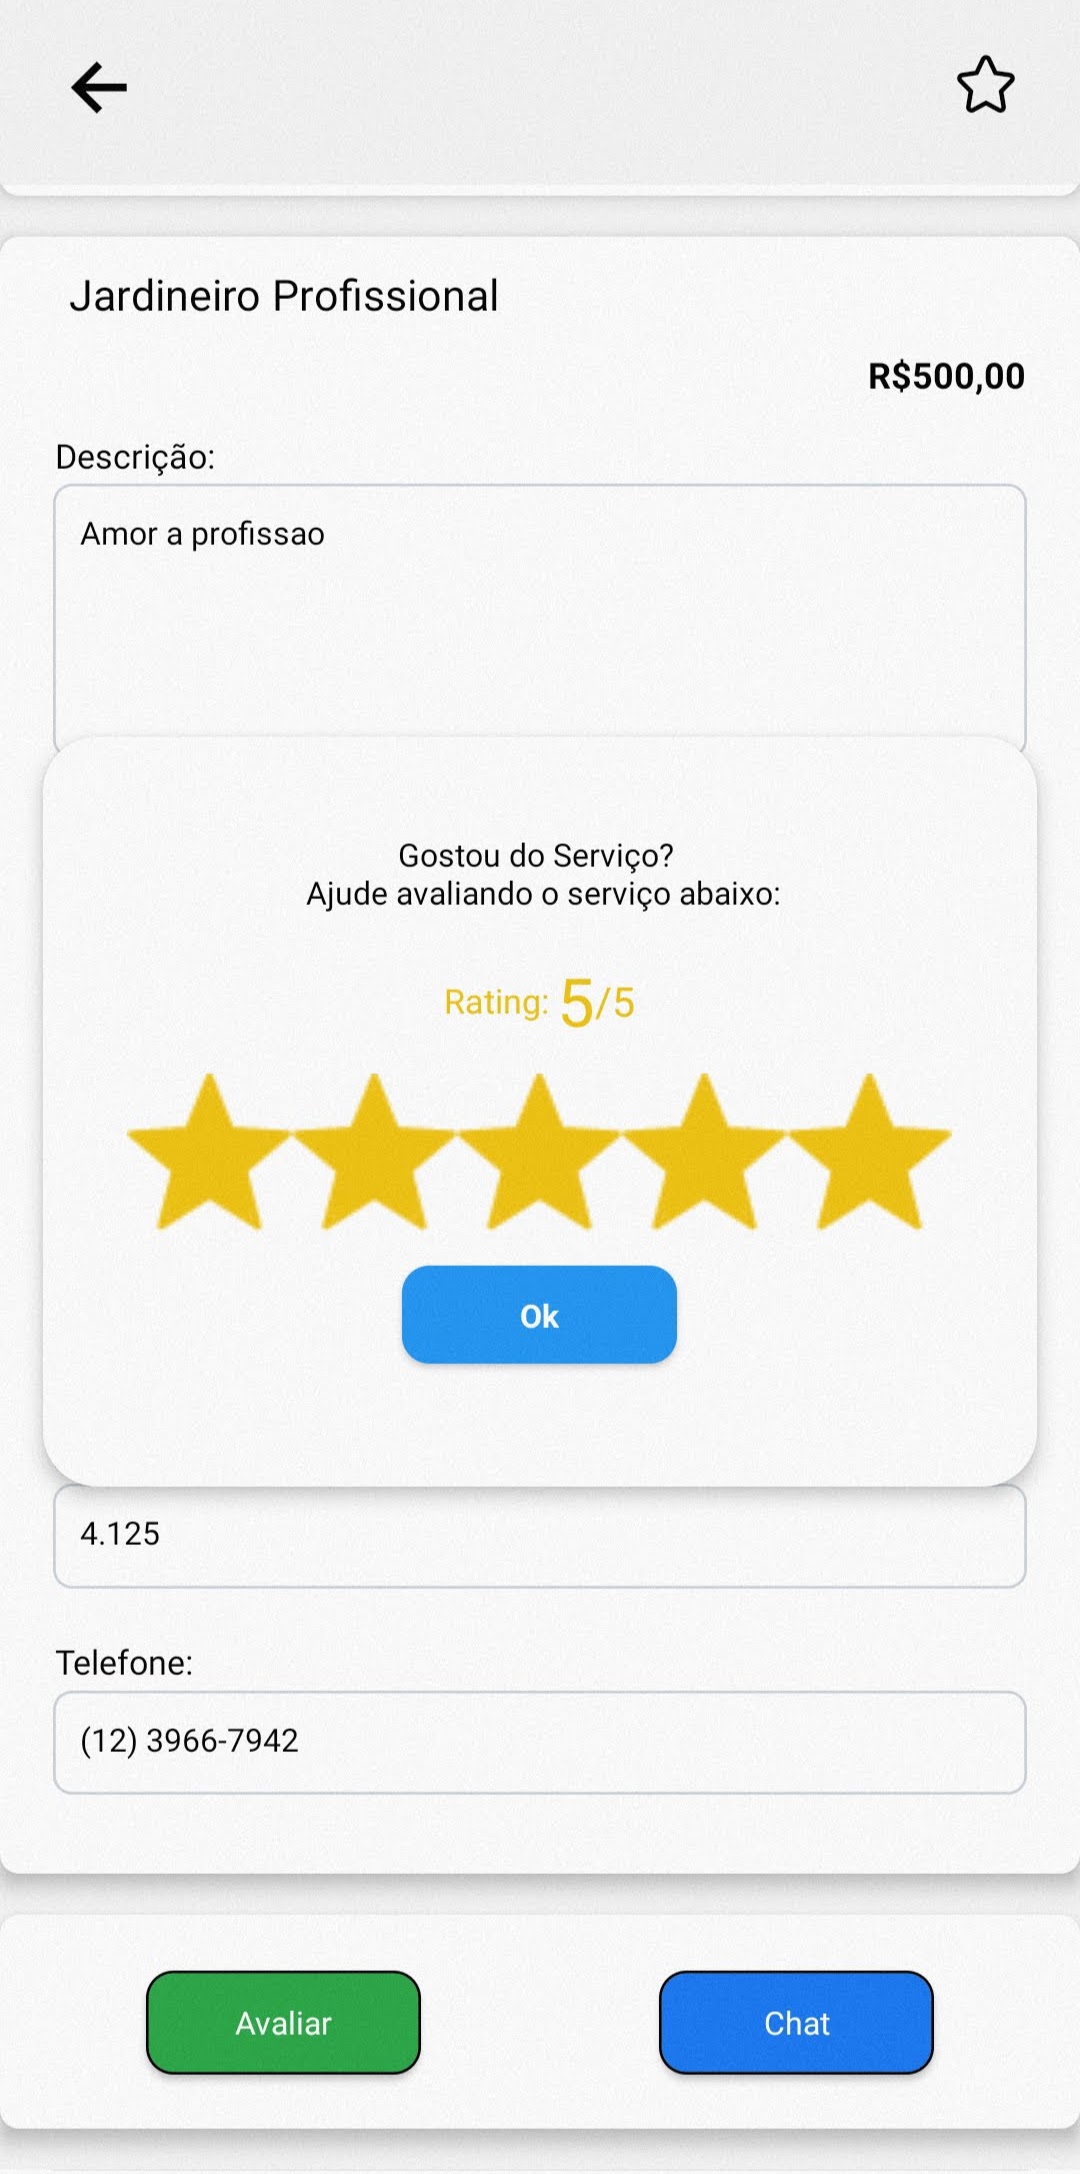 Jardineiro Profissional
R$500,00
Descrição:
Amor a profissao
Gostou do Serviço?
Ajude avaliando o serviço abaixo:
Rating: 5/5
Ok
4.125
Telefone:
(12) 3966-7942
Avaliar
Chat